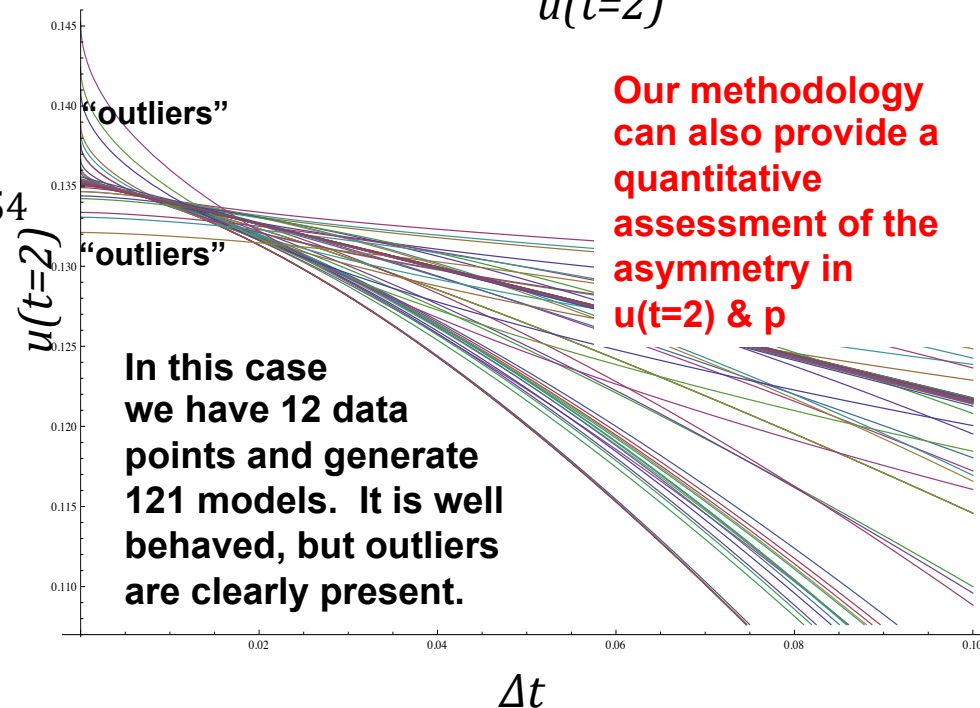 u(t=2)
0.145
Our methodology
can also provide a
quantitative
assessment of the
asymmetry in
u(t=2) & p
0.140
“outliers”
0.135
54
u(t=2)
0.130
“outliers”
0.125
In this case
we have 12 data
points and generate
121 models. It is well
behaved, but outliers
are clearly present.
0.120
0.115
0.110
0.02
0.04
0.06
0.08
0.10
Δt